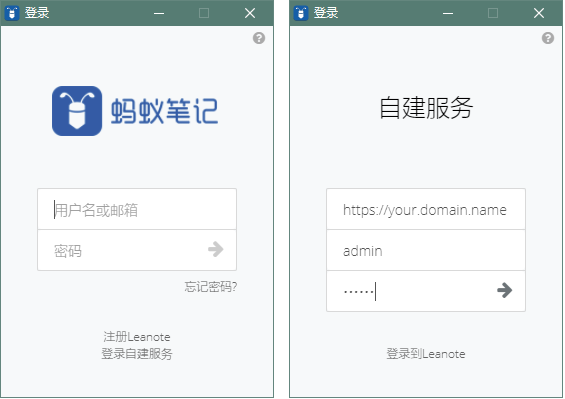 登录
蚂蚁笔记
用户名或邮箱
密码
忘记密码?
注册Leanote
登录自建服务
登录
自建服务
https://your.domain.name
admin
••••••
登录到Leanote